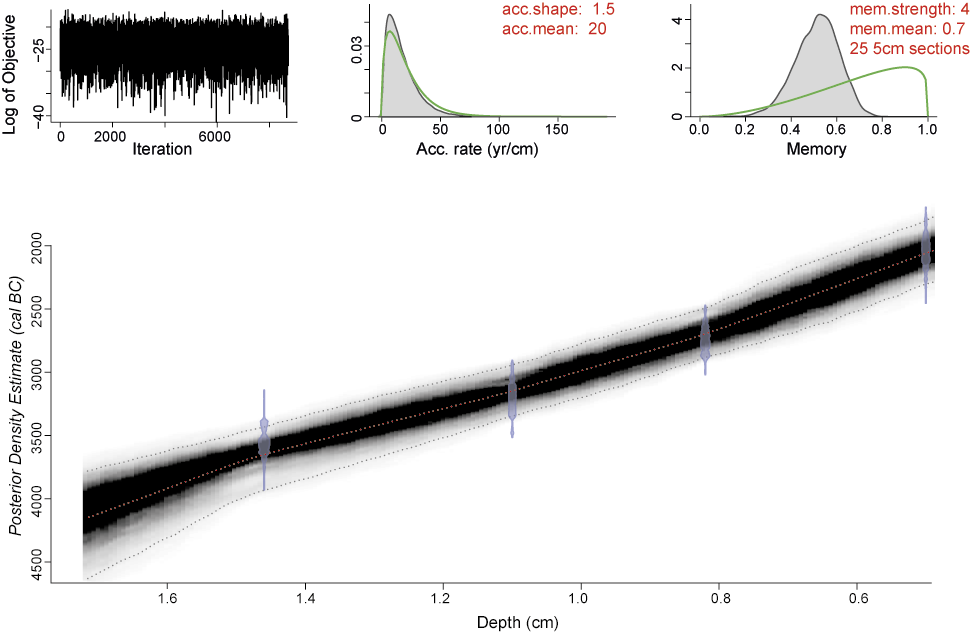 Log of Objective
-25
-40
0 2000 6000
Iteration
0.03
0
0 50 100 150
Acc. rate (yr/cm)
acc.shape: 1.5
acc.mean: 20
4
2
0
0.0 0.2 0.4 0.6 0.8 1.0
Memory
mem.strength: 4
mem.mean: 0.7
25 5cm sections
Posterior Density Estimate (cal BC)
2000
2500
3000
3500
4000
4500
1.6 1.4 1.2 1.0 0.8 0.6
Depth (cm)